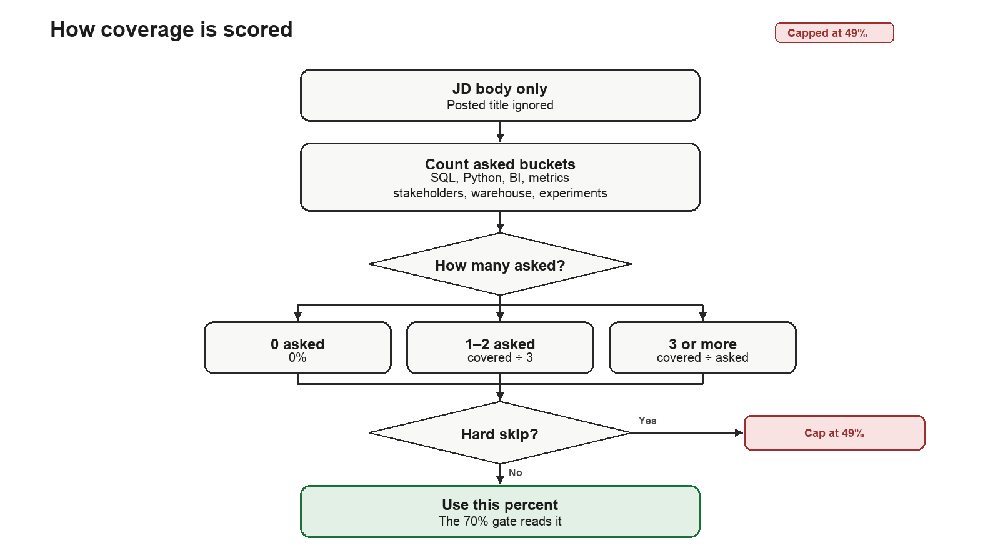 How coverage is scored
Capped at 49%
JD body only
Posted title ignored
Count asked buckets
SQL, Python, BI, metrics
stakeholders, warehouse, experiments
How many asked?
0 asked
0%
1–2 asked
covered ÷ 3
3 or more
covered ÷ asked
Hard skip?
Yes
Cap at 49%
No
Use this percent
The 70% gate reads it